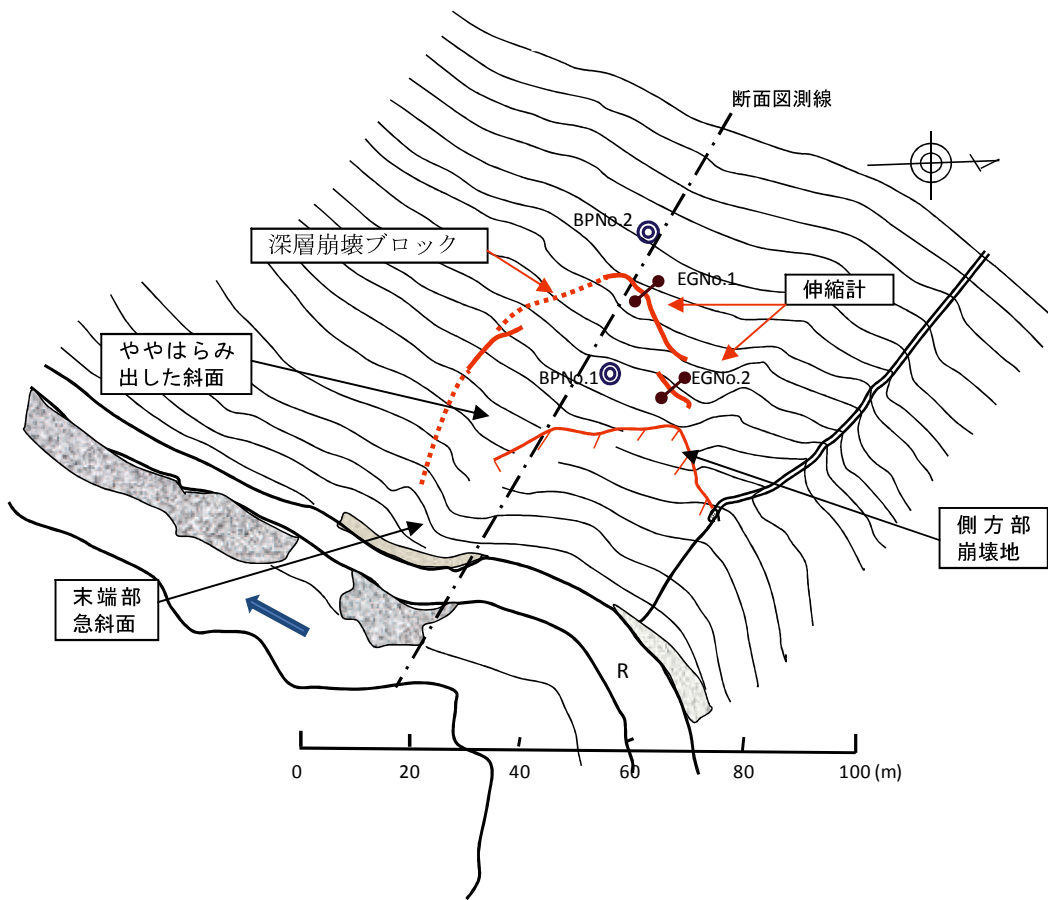 断面図測線
BPNo.2
深層崩壊ブロック
EGNo.1
伸縮計
ややはらみ
出した斜面
BPNo.1
EGNo.2
側方部
崩壊地
末端部
急斜面
R
0 20 40 60 80 100 (m)